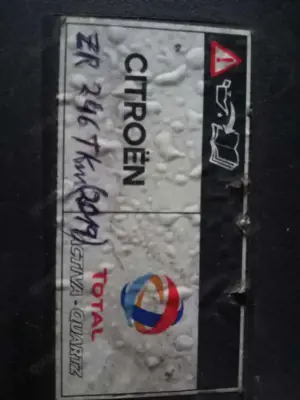 CITROËN
TOTAL
ACTIVA - QUARTZ
ZR 246 Tkm (2019)